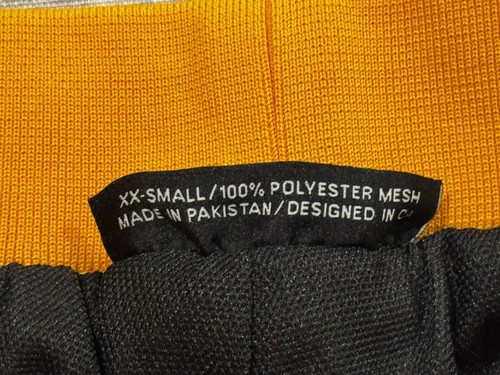 XX-SMALL/100% POLYESTER MESH
MADE IN PAKISTAN/DESIGNED IN